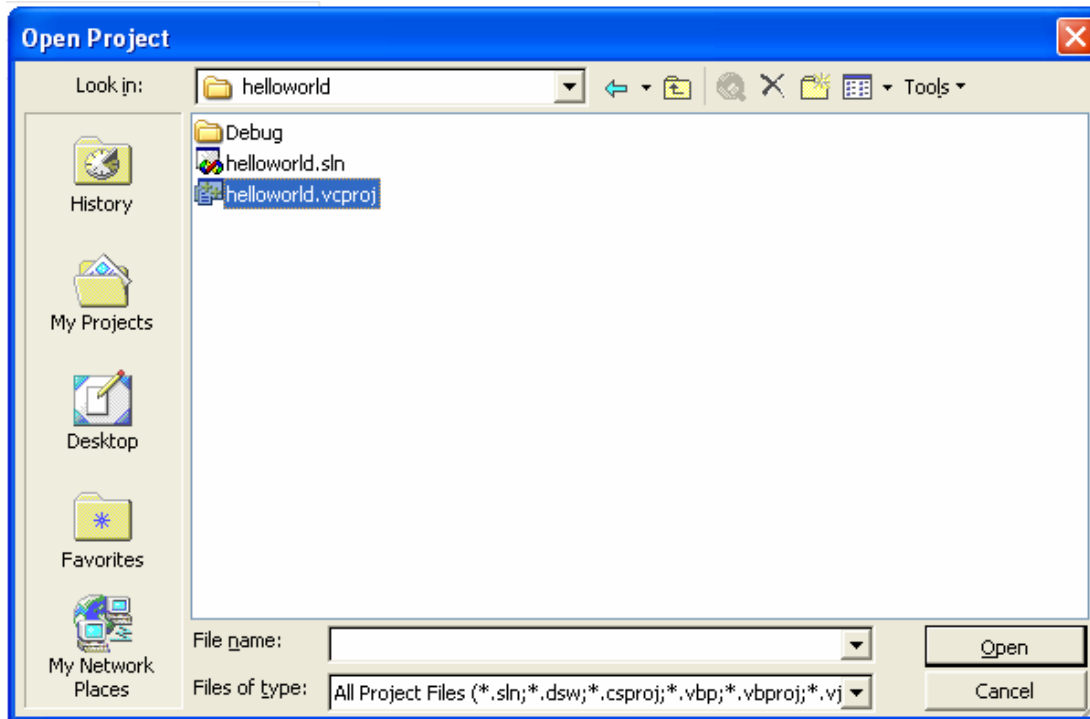 Open Project
Look in:
helloworld
Tools
Debug
helloworld.sln
helloworld.vcproj
History
My Projects
Desktop
Favorites
My Network
Places
File name:
Open
Files of type:
All Project Files (*.sln;*.dsw;*.csproj;*.vbp;*.vbproj;*.vj
Cancel